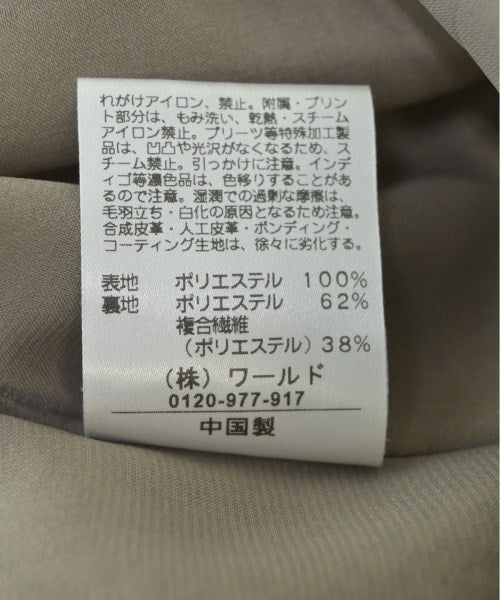 れがけアイロン、禁止。附属・プリン
ト部分は、もみ洗い、乾熱・スチーム
アイロン禁止。プリーツ等特殊加工製
品は、凹凸や光沢がなくなるため、ス
チーム禁止。引っかけに注意。インデ
ィゴ等濃色品は、色移りすることがあ
るので注意。湿潤での過剰な摩擦は、
毛羽立ち・白化の原因となるため注意。
合成皮革・人工皮革・ボンディング・
コーティング生地は、徐々に劣化する。
表地 ポリエステル 100%
裏地 ポリエステル 62%
複合繊維
(ポリエステル) 38%
(株) ワールド
0120-977-917
中国製